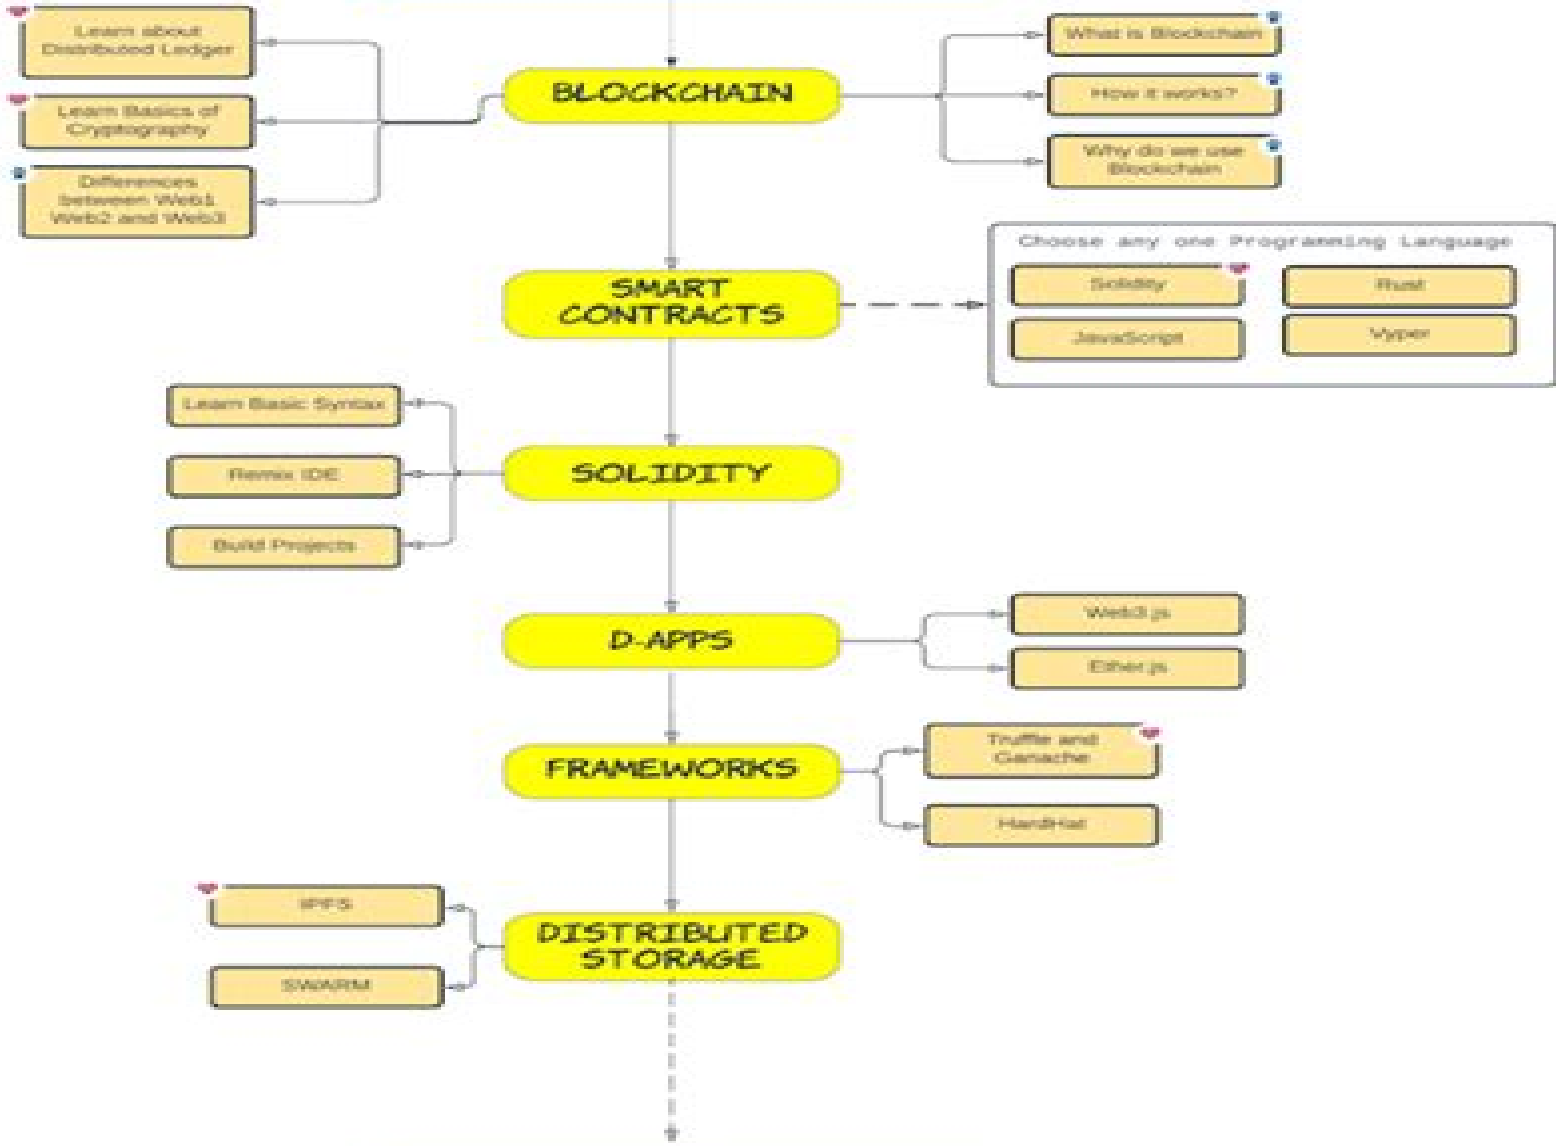 Learn about
Distributed Ledger
Learn Basics of
Cryptography
Differences
between Web1
Web2 and Web3
BLOCKCHAIN
What is Blockchain
How it works?
Why do we use
Blockchain
SMART
CONTRACTS
Choose any one Programming Language
Solidity
Rust
JavaScript
Vyper
Learn Basic Syntax
Remix IDE
Build Projects
SOLIDITY
D-APPS
Web3.js
Ether.js
FRAMEWORKS
Truffle and
Ganache
HardHat
IPFS
SWARM
DISTRIBUTED
STORAGE